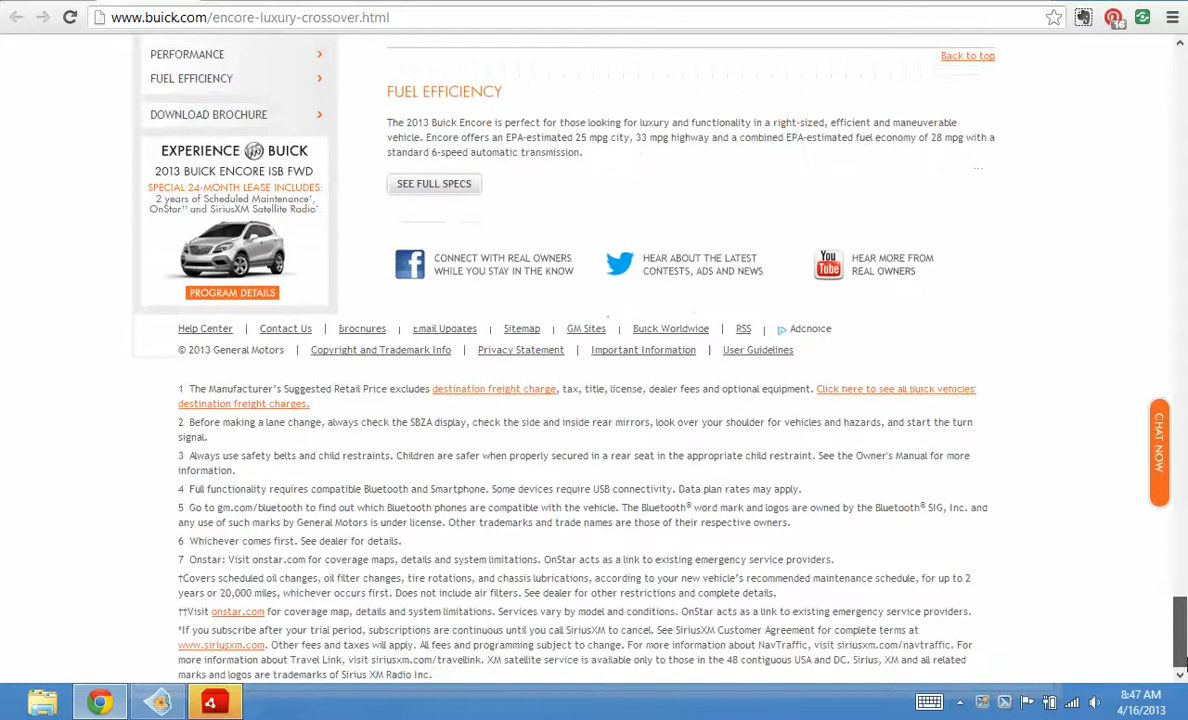 www.buick.com/encore-luxury-crossover.html
PERFORMANCE
FUEL EFFICIENCY
DOWNLOAD BROCHURE
EXPERIENCE BUICK
2013 BUICK ENCORE ISB FWD
SPECIAL 24-MONTH LEASE INCLUDES:
2 years of Scheduled Maintenance†,
OnStar†† and SiriusXM Satellite Radio*
PROGRAM DETAILS
Back to top
FUEL EFFICIENCY
The 2013 Buick Encore is perfect for those looking for luxury and functionality in a right-sized, efficient and maneuverable
vehicle. Encore offers an EPA-estimated 25 mpg city, 33 mpg highway and a combined EPA-estimated fuel economy of 28 mpg with a
standard 6-speed automatic transmission.
SEE FULL SPECS
CONNECT WITH REAL OWNERS
WHILE YOU STAY IN THE KNOW
HEAR ABOUT THE LATEST
CONTESTS, ADS AND NEWS
You Tube
HEAR MORE FROM
REAL OWNERS
Help Center | Contact Us | Brochures | Email Updates | Sitemap | GM Sites | Buick Worldwide | RSS | AdChoice
© 2013 General Motors | Copyright and Trademark Info | Privacy Statement | Important Information | User Guidelines
1 The Manufacturer's Suggested Retail Price excludes destination freight charge, tax, title, license, dealer fees and optional equipment. Click here to see all Buick vehicles'
destination freight charges.
2 Before making a lane change, always check the SBZA display, check the side and inside rear mirrors, look over your shoulder for vehicles and hazards, and start the turn
signal.
3 Always use safety belts and child restraints. Children are safer when properly secured in a rear seat in the appropriate child restraint. See the Owner's Manual for more
information.
4 Full functionality requires compatible Bluetooth and Smartphone. Some devices require USB connectivity. Data plan rates may apply.
5 Go to gm.com/bluetooth to find out which Bluetooth phones are compatible with the vehicle. The Bluetooth® word mark and logos are owned by the Bluetooth® SIG, Inc. and
any use of such marks by General Motors is under license. Other trademarks and trade names are those of their respective owners.
6 Whichever comes first. See dealer for details.
7 Onstar: Visit onstar.com for coverage maps, details and system limitations. OnStar acts as a link to existing emergency service providers.
†Covers scheduled oil changes, oil filter changes, tire rotations, and chassis lubrications, according to your new vehicle's recommended maintenance schedule, for up to 2
years or 20,000 miles, whichever occurs first. Does not include air filters. See dealer for other restrictions and complete details.
††Visit onstar.com for coverage map, details and system limitations. Services vary by model and conditions. OnStar acts as a link to existing emergency service providers.
*If you subscribe after your trial period, subscriptions are continuous until you call SiriusXM to cancel. See SiriusXM Customer Agreement for complete terms at
www.siriusxm.com. Other fees and taxes will apply. All fees and programming subject to change. For more information about NavTraffic, visit siriusxm.com/navtraffic. For
more information about Travel Link, visit siriusxm.com/travellink. XM satellite service is available only to those in the 48 contiguous USA and DC. Sirius, XM and all related
marks and logos are trademarks of Sirius XM Radio Inc.
CHAT NOW
8:47 AM
4/16/2013